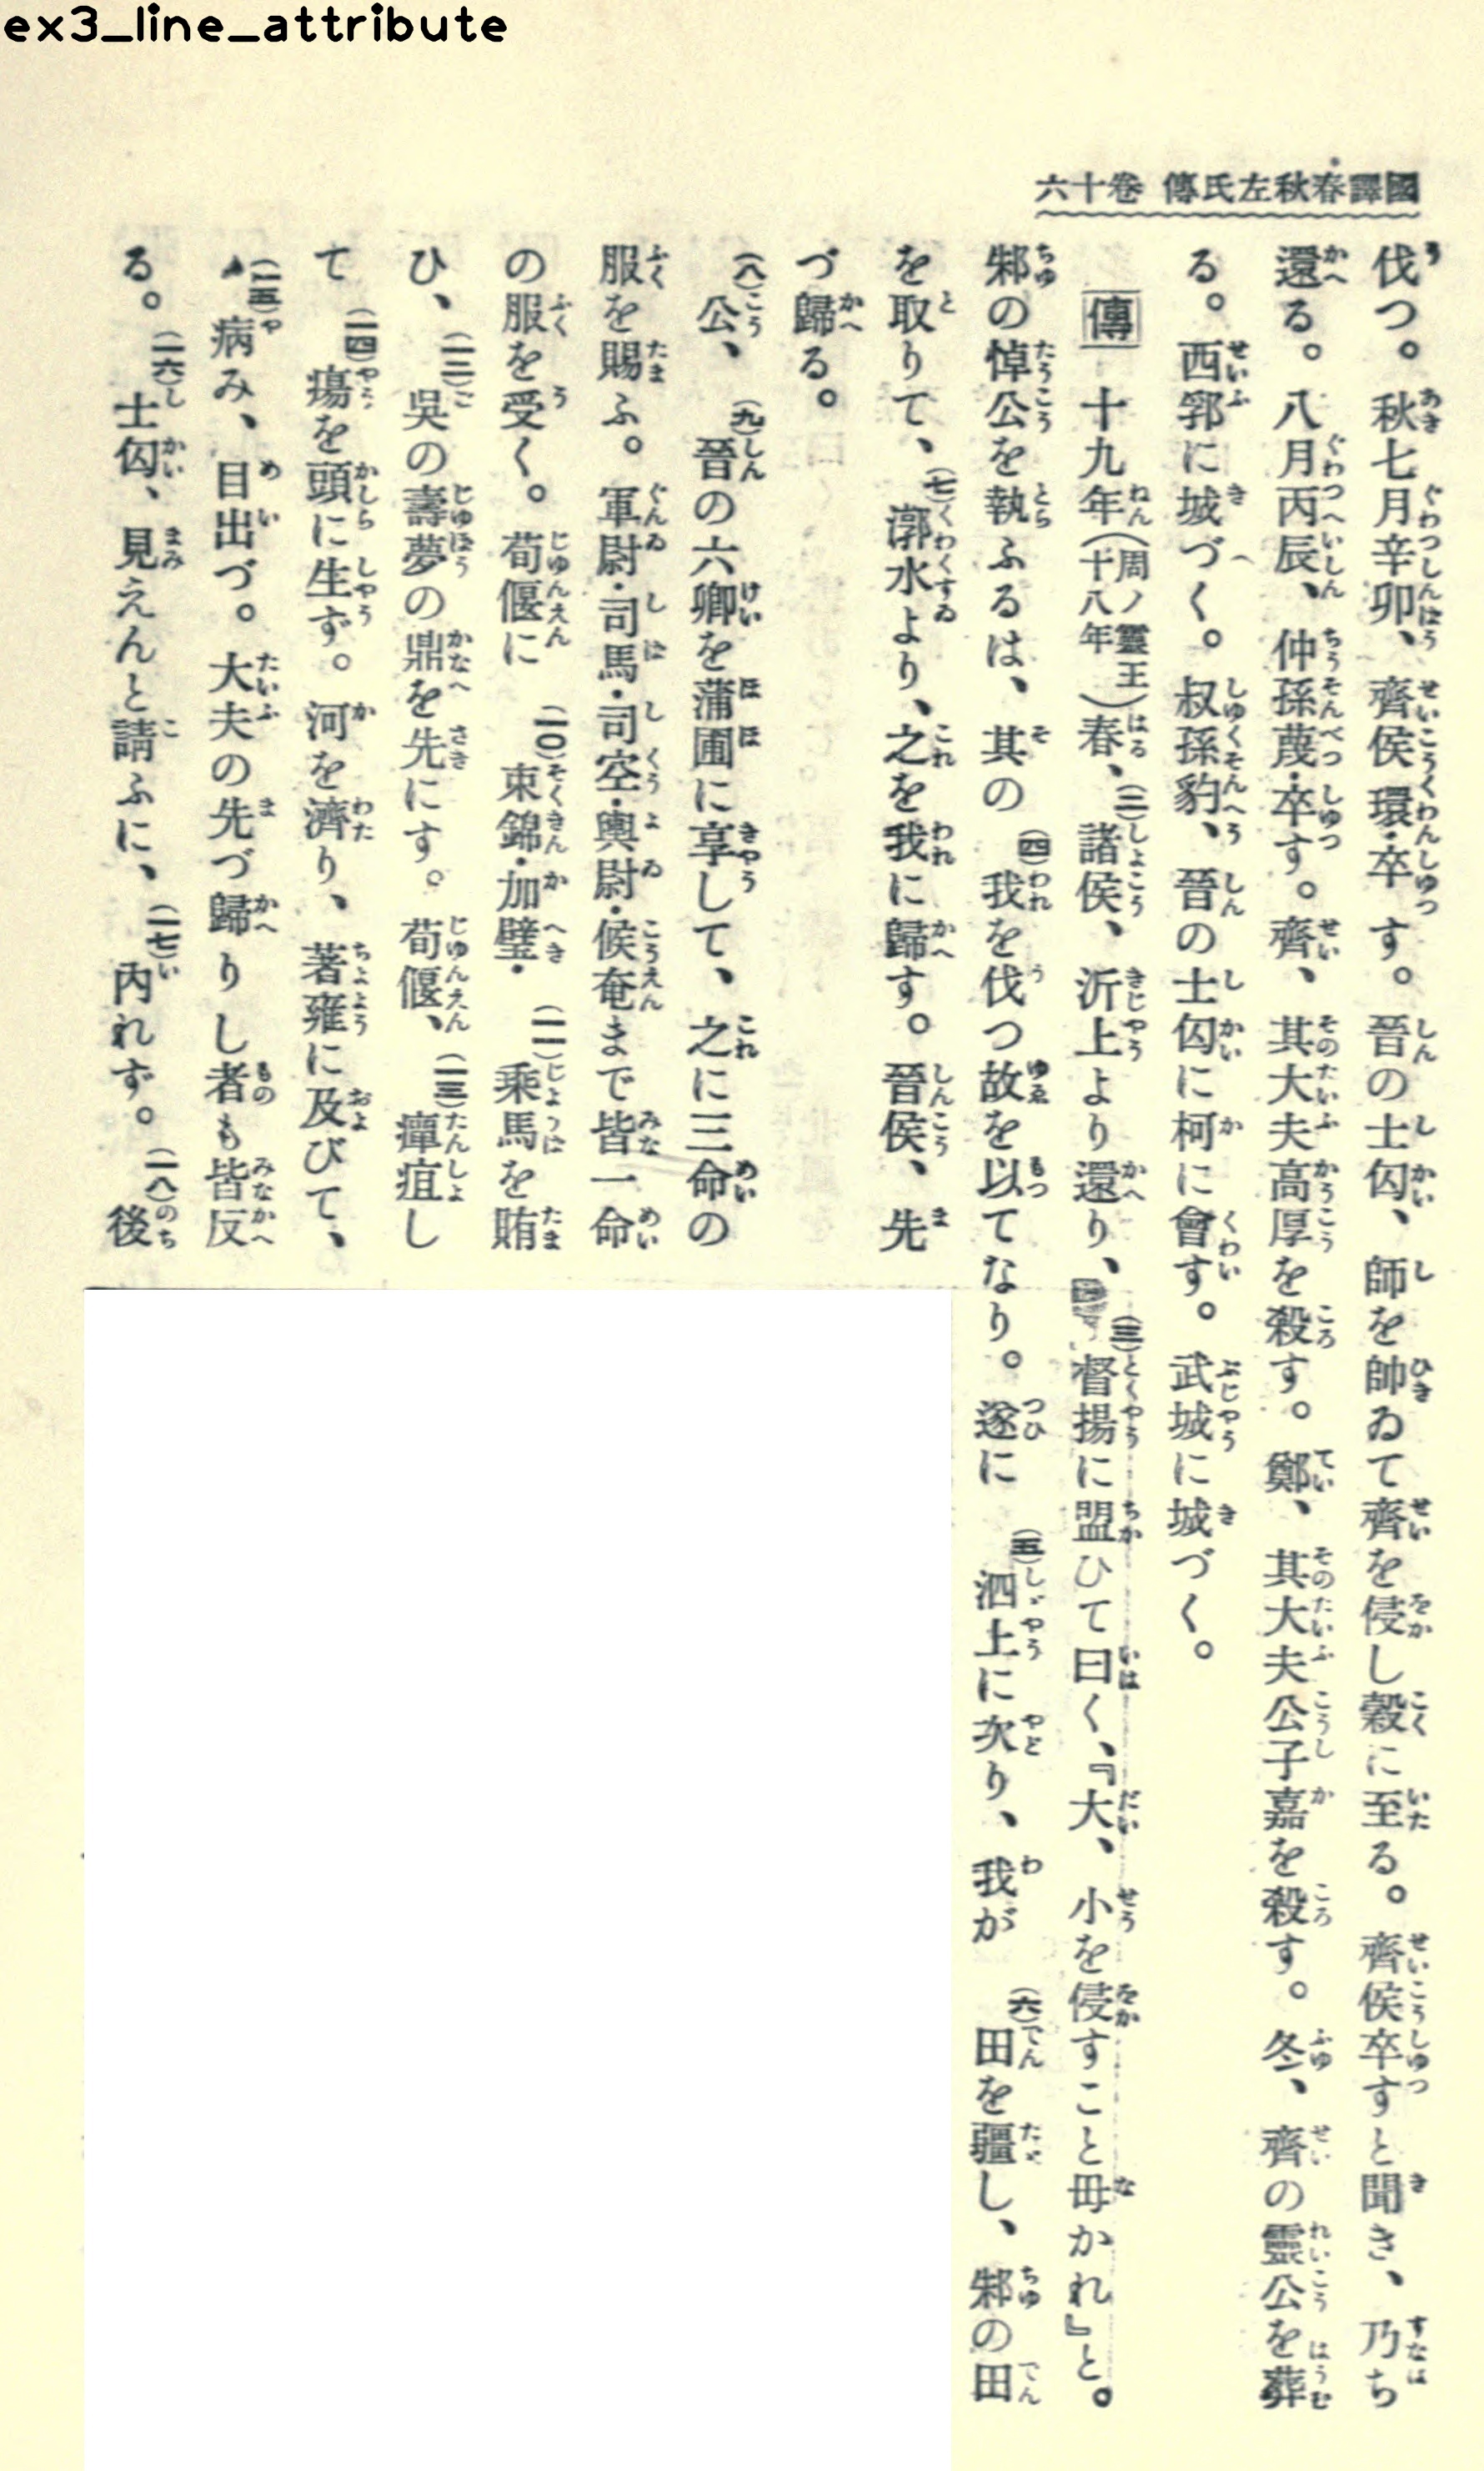 ex3_line_attribute
國譯春秋左氏傳 卷十六
伐つ。秋七月辛卯、齊侯環卒す。晉の士匃、師を帥ゐて齊を侵し穀に至る。齊侯卒すと聞き、乃ち
還る。八月丙辰、仲孫蔑卒す。齊、其大夫高厚を殺す。鄭、其大夫公子嘉を殺す。冬、齊の靈公を葬
る。西郛に城づく。叔孫豹、晉の士匃に柯に會す。武城に城づく。
傳 十九年(周ノ靈王十八年)春、(二)諸侯、沂上より還り、(三)督揚に盟ひて曰く、『大、小を侵すこと毋かれ』と。
邾の悼公を執ふるは、其の(四)我を伐つ故を以てなり。遂に(五)泗上に次り、我が(六)田を疆し、邾の田
を取りて、(七)漷水より、之を我に歸す。晉侯、先
づ歸る。
(八)公、(九)晉の六卿を蒲圃に享して、之に三命の
服を賜ふ。軍尉・司馬・司空・輿尉・候奄まで皆一命
の服を受く。荀偃に(一〇)束錦・加璧・(一一)乘馬を賄
ひ、(一二)吳の壽夢の鼎を先にす。荀偃、(一三)癉疽し
て(一四)瘍を頭に生ず。河を濟り、著雍に及びて、
(一五)病み、目出づ。大夫の先づ歸りし者も皆反
る。(一六)士匃、見えんと請ふに、(一七)內れず。(一八)後